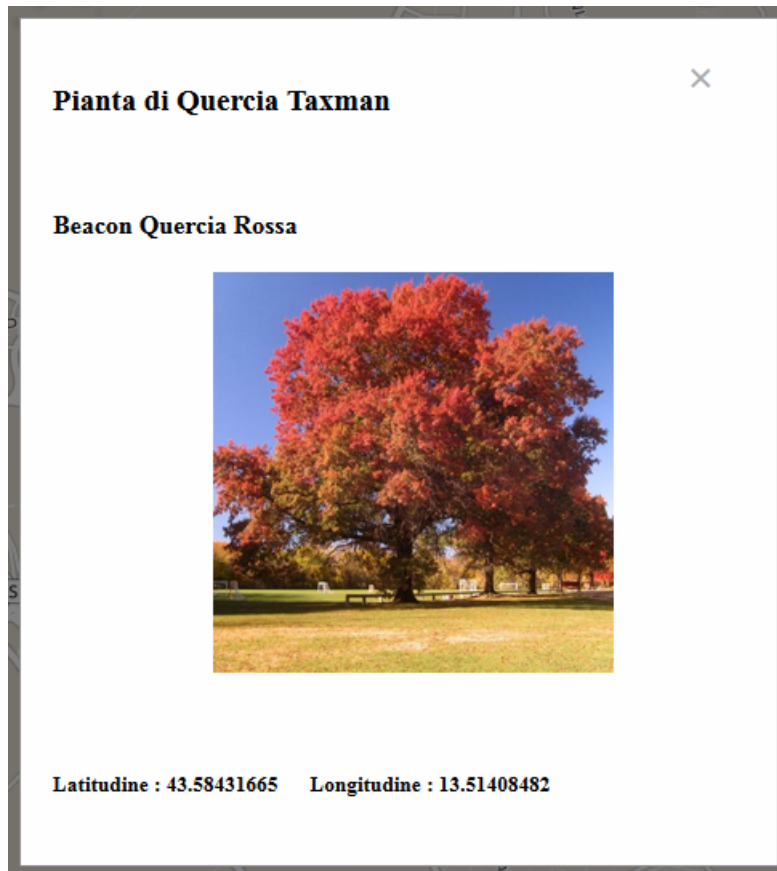 Pianta di Quercia Taxman
Beacon Quercia Rossa
Latitudine : 43.58431665 Longitudine : 13.51408482